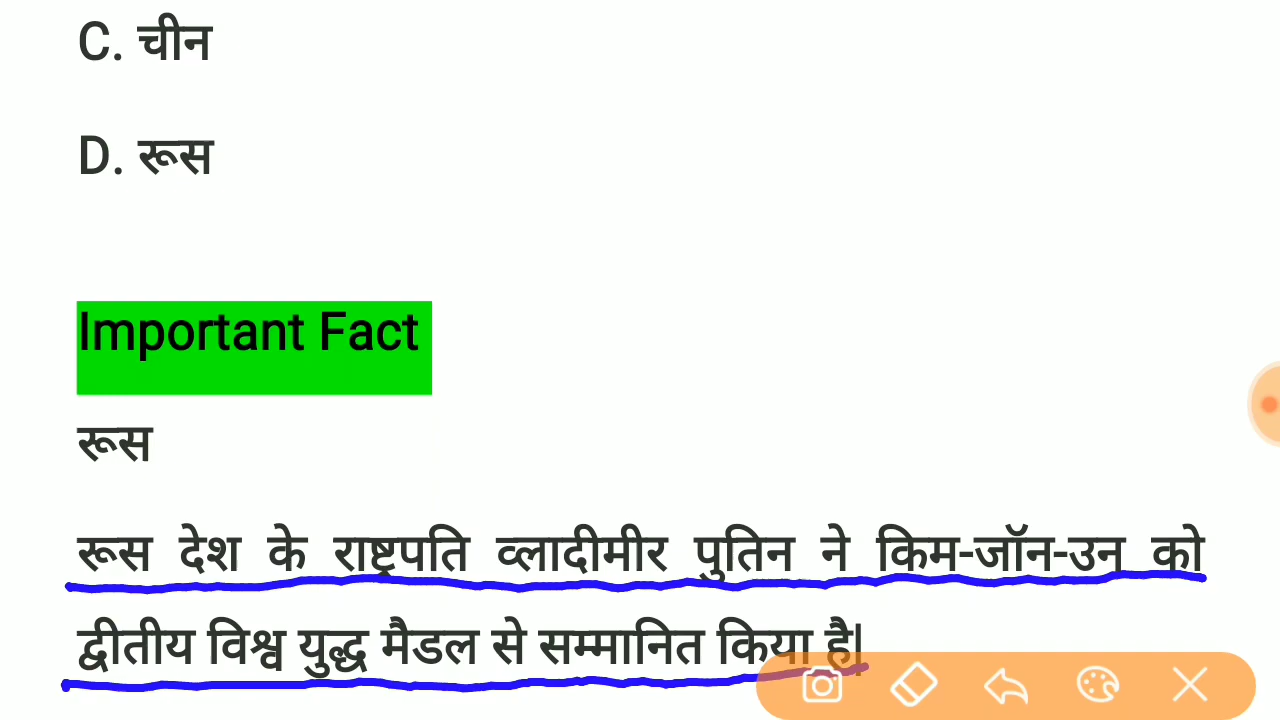 C. चीन
D. रूस
Important Fact
रूस
रूस देश के राष्ट्रपति व्लादीमीर पुतिन ने किम-जॉन-उन को
द्वीतीय विश्व युद्ध मैडल से सम्मानित किया है|